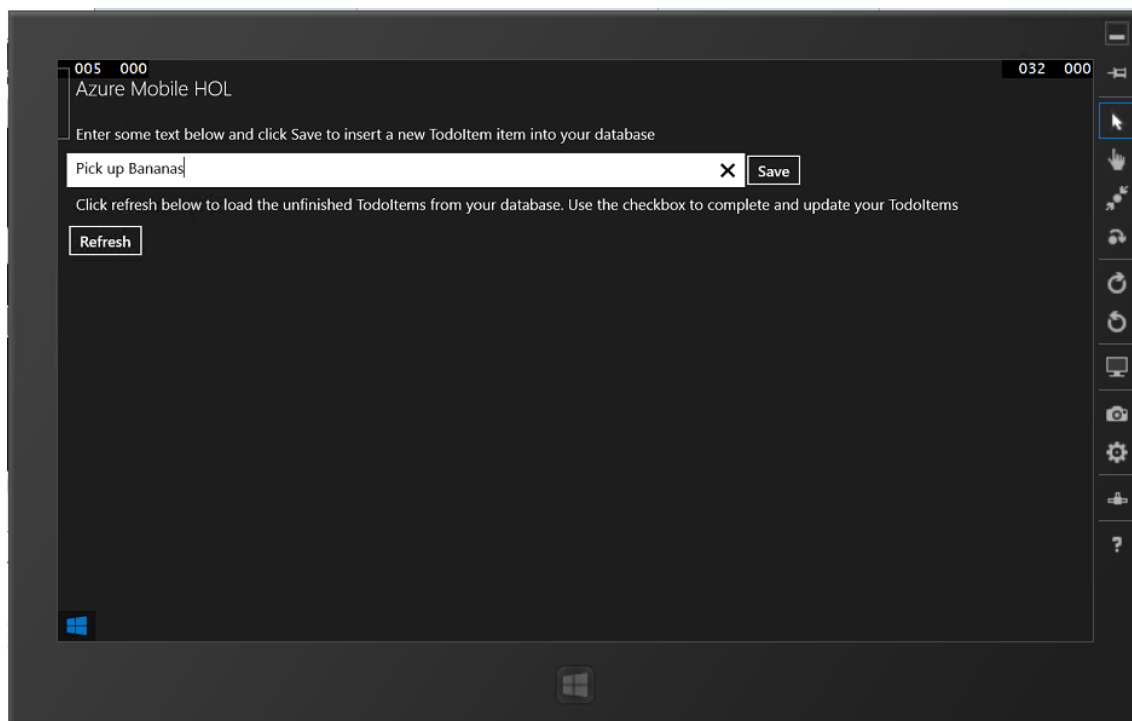 005 000
032 000
Azure Mobile HOL
Enter some text below and click Save to insert a new TodoItem item into your database
Pick up Bananas
Save
Click refresh below to load the unfinished TodoItems from your database. Use the checkbox to complete and update your TodoItems
Refresh
?